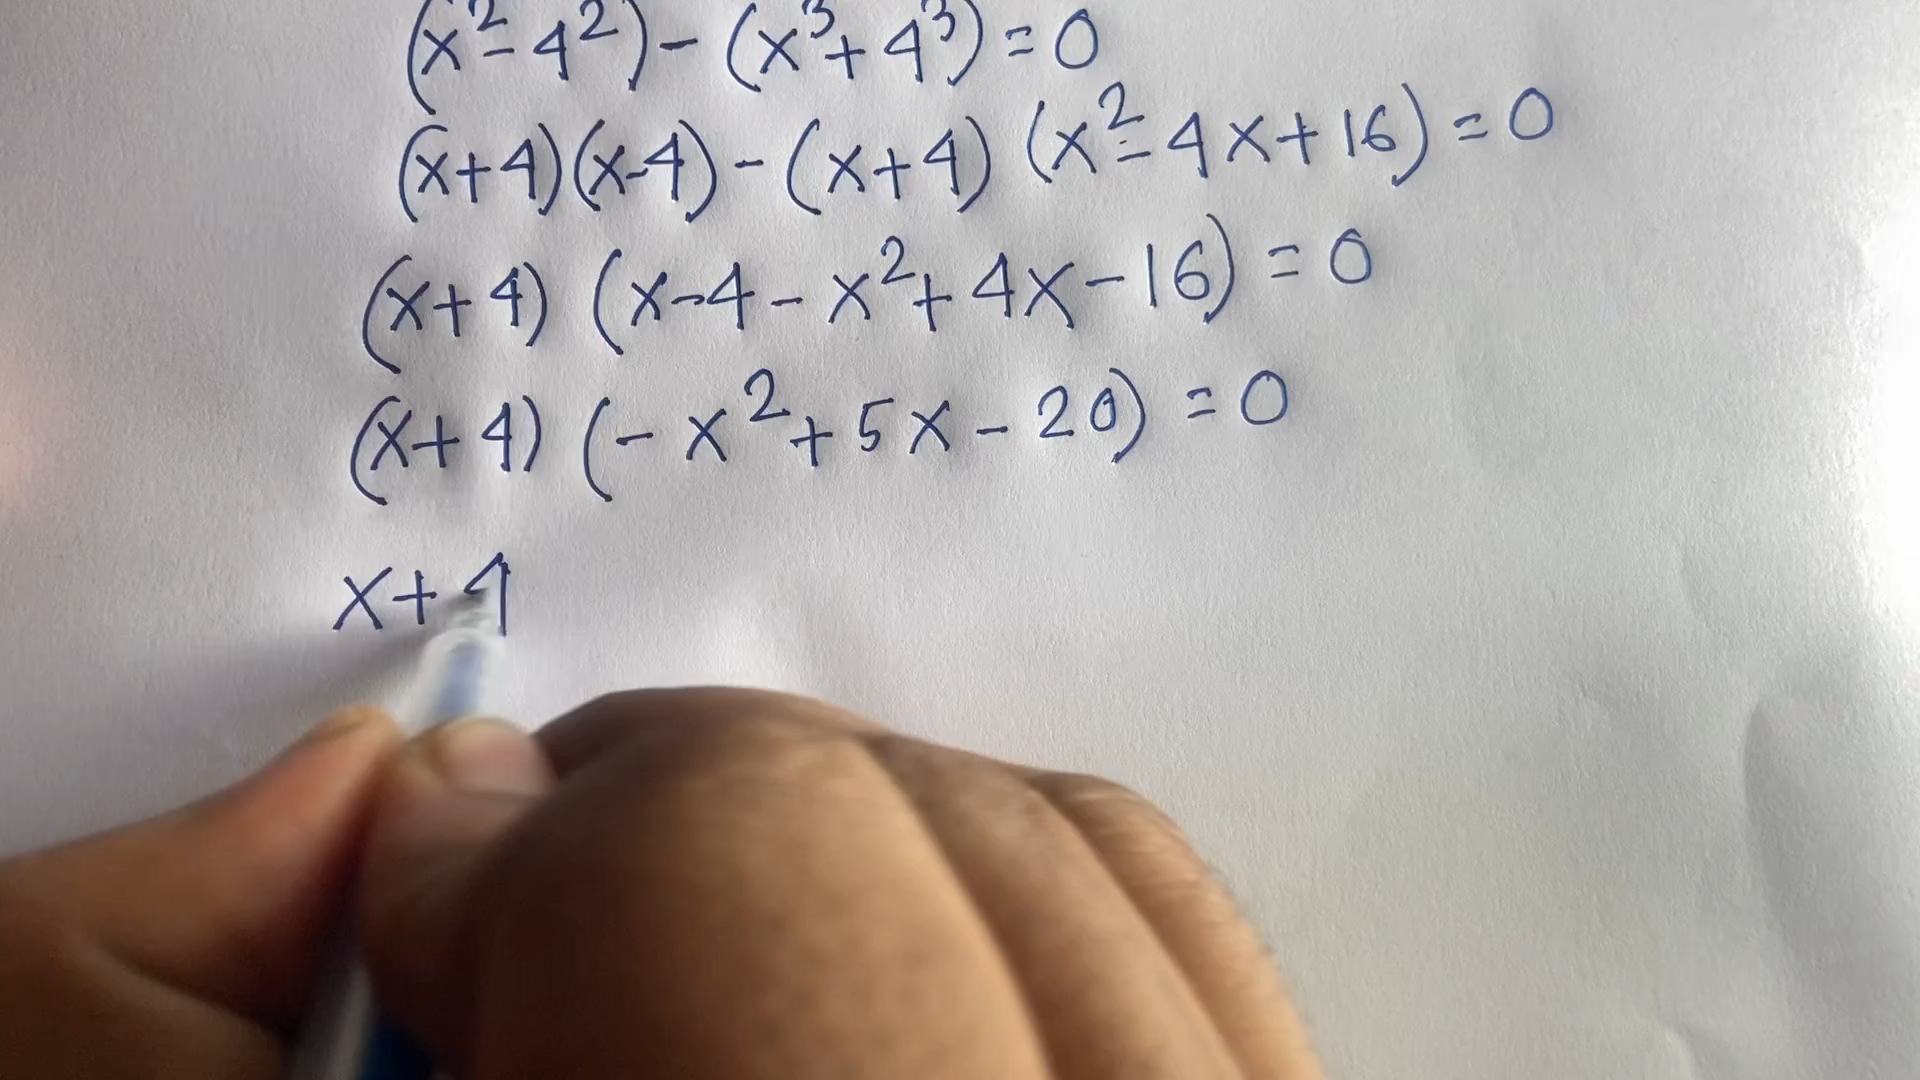 (x²-4²)-(x³+4³)=0
(x+4)(x-4)-(x+4)(x²-4x+16)=0
(x+4)(x-4-x²+4x-16)=0
(x+4)(-x²+5x-20)=0
x+4